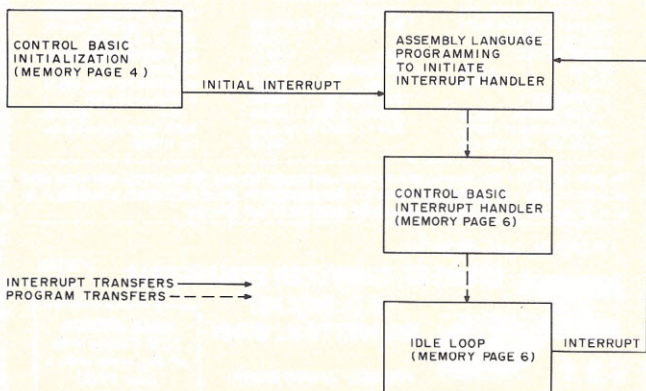 CONTROL BASIC
INITIALIZATION
(MEMORY PAGE 4)
INITIAL INTERRUPT
ASSEMBLY LANGUAGE
PROGRAMMING
TO INITIATE
INTERRUPT HANDLER
CONTROL BASIC
INTERRUPT HANDLER
(MEMORY PAGE 6)
INTERRUPT TRANSFERS
PROGRAM TRANSFERS
IDLE LOOP
(MEMORY PAGE 6)
INTERRUPT